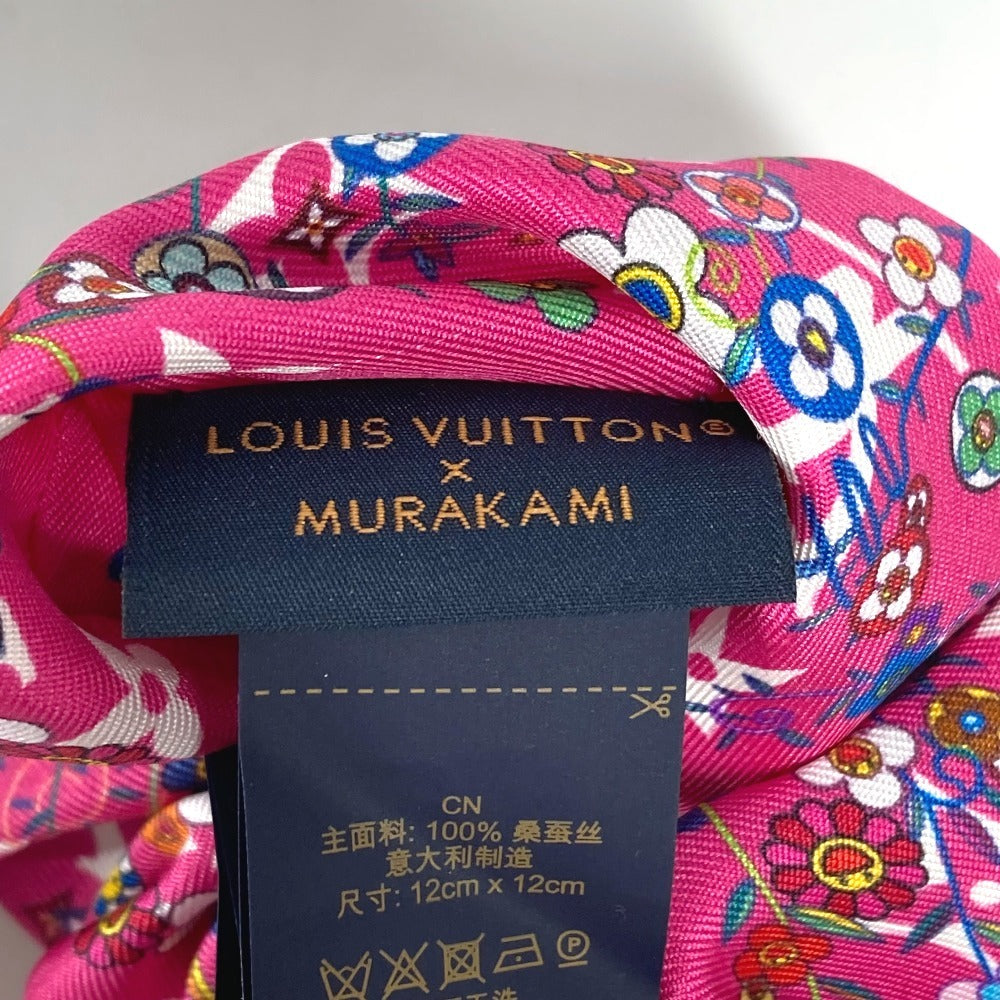 LOUIS VUITTON®
×
MURAKAMI
CN
主面料: 100% 桑蚕丝
意大利制造
尺寸: 12cm x 12cm
P